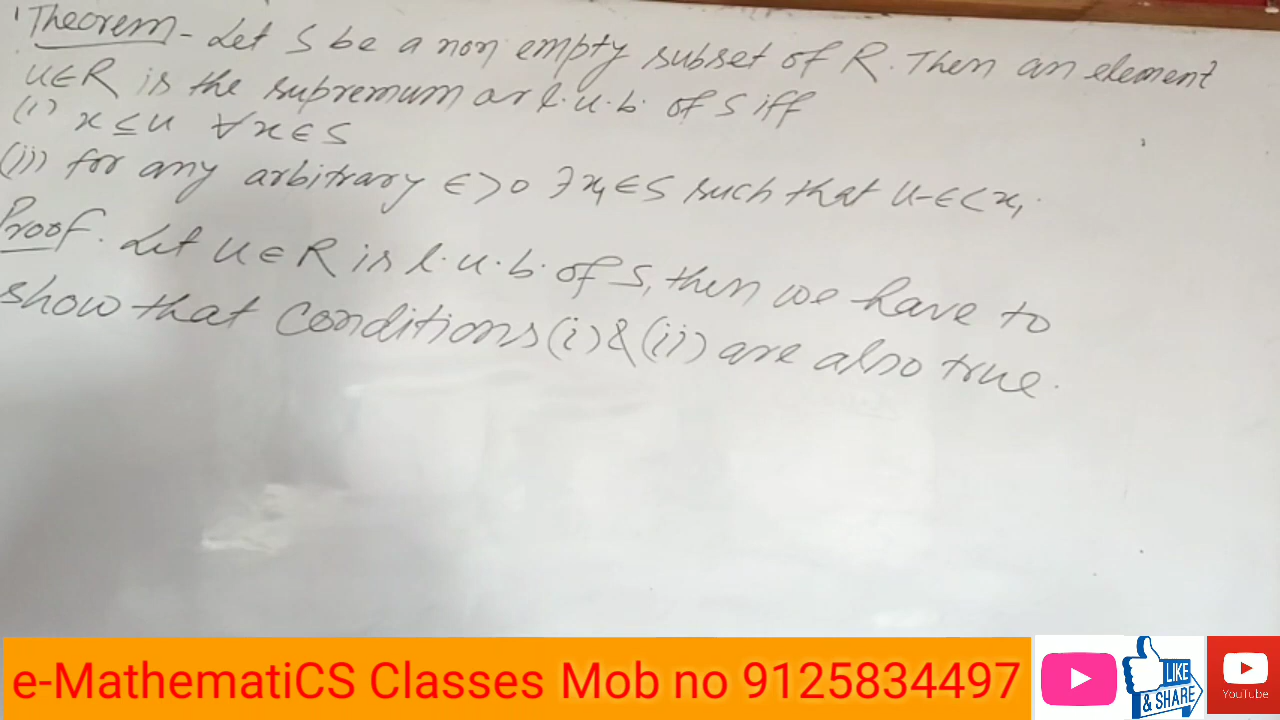 Theorem - Let S be a non empty subset of R. Then an element
u∈R is the supremum or l.u.b. of S iff
(i) x ≤ u ∀x∈S
(ii) for any arbitrary ∈>0 ∃x₁∈S such that u-∈<x₁.
Proof. Let u∈R is l.u.b. of S, then we have to
show that conditions (i) & (ii) are also true.
e-MathematiCS Classes Mob no 9125834497
LIKE
& SHARE
YouTube